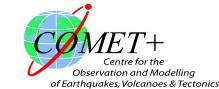 COMET+
Centre for the
Observation and Modelling
of Earthquakes, Volcanoes & Tectonics